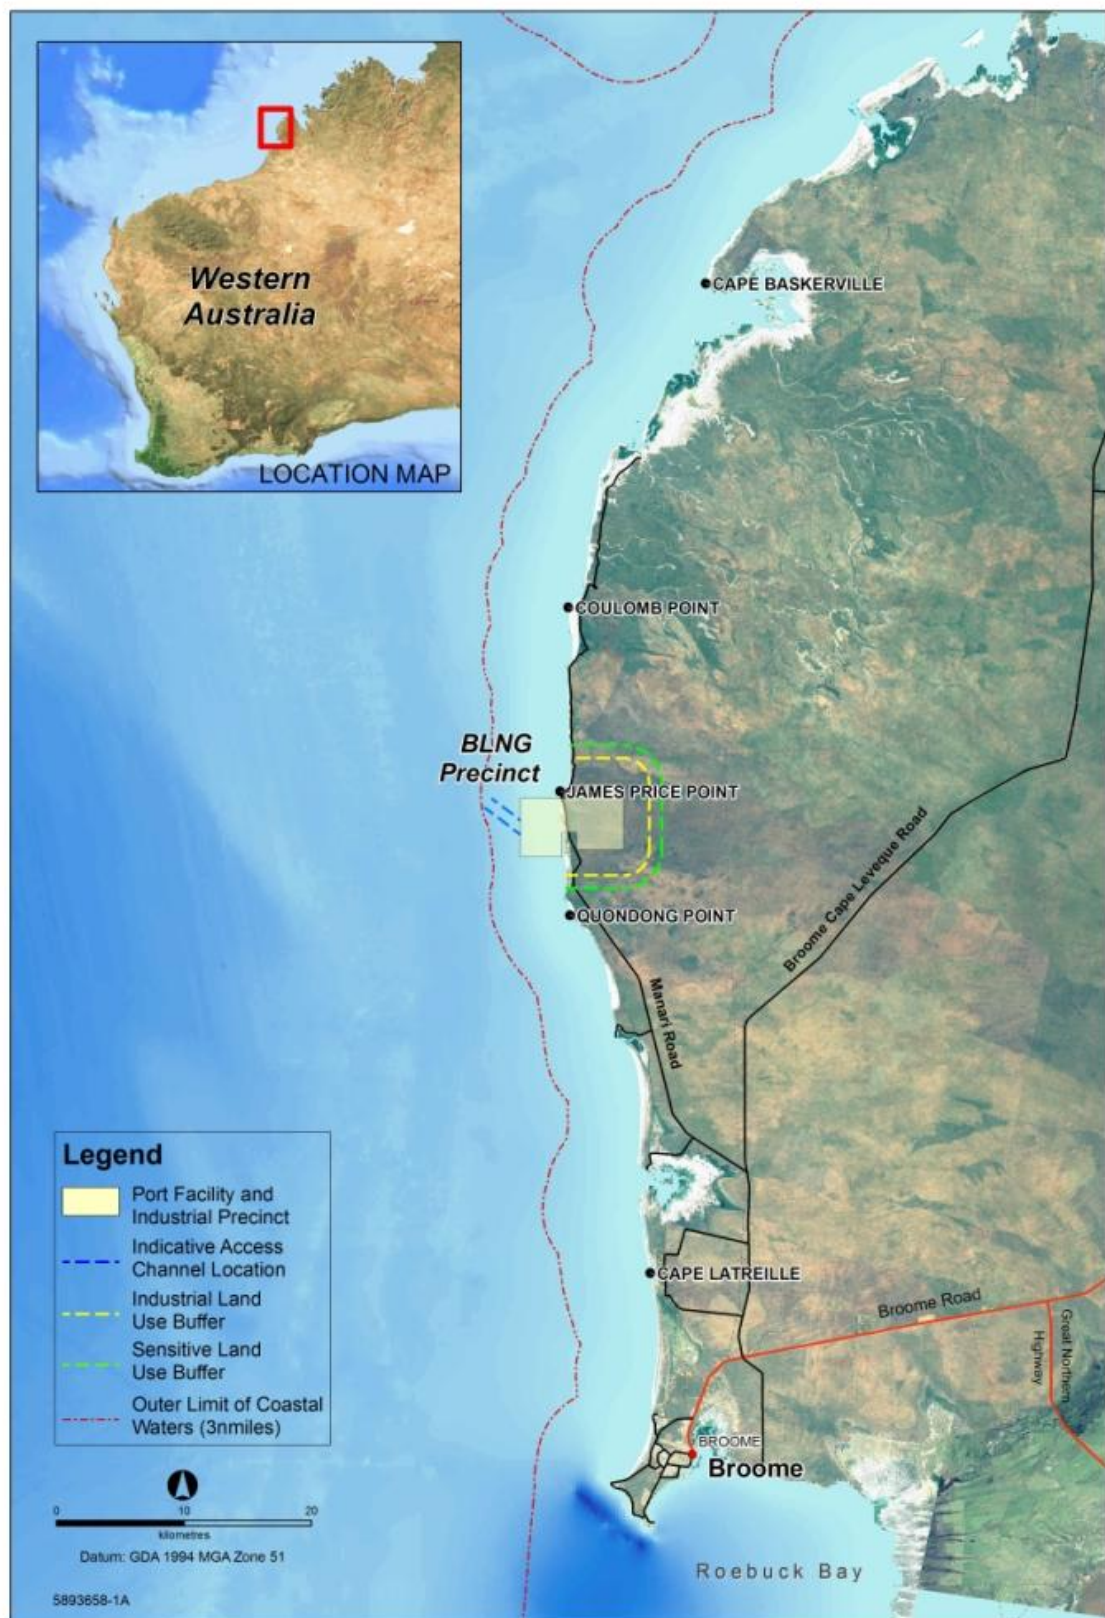 Western
Australia
LOCATION MAP
CAPE BASKERVILLE
COULOMB POINT
BLNG
Precinct
JAMES PRICE POINT
QUONDONG POINT
Broome Cape Leveque Road
Manari Road
CAPE LATREILLE
Broome Road
Great Northern
Highway
BROOME
Broome
Roebuck Bay
Legend
Port Facility and
Industrial Precinct
Indicative Access
Channel Location
Industrial Land
Use Buffer
Sensitive Land
Use Buffer
Outer Limit of Coastal
Waters (3nmiles)
0 10 20
kilometres
Datum: GDA 1994 MGA Zone 51
5893658-1A